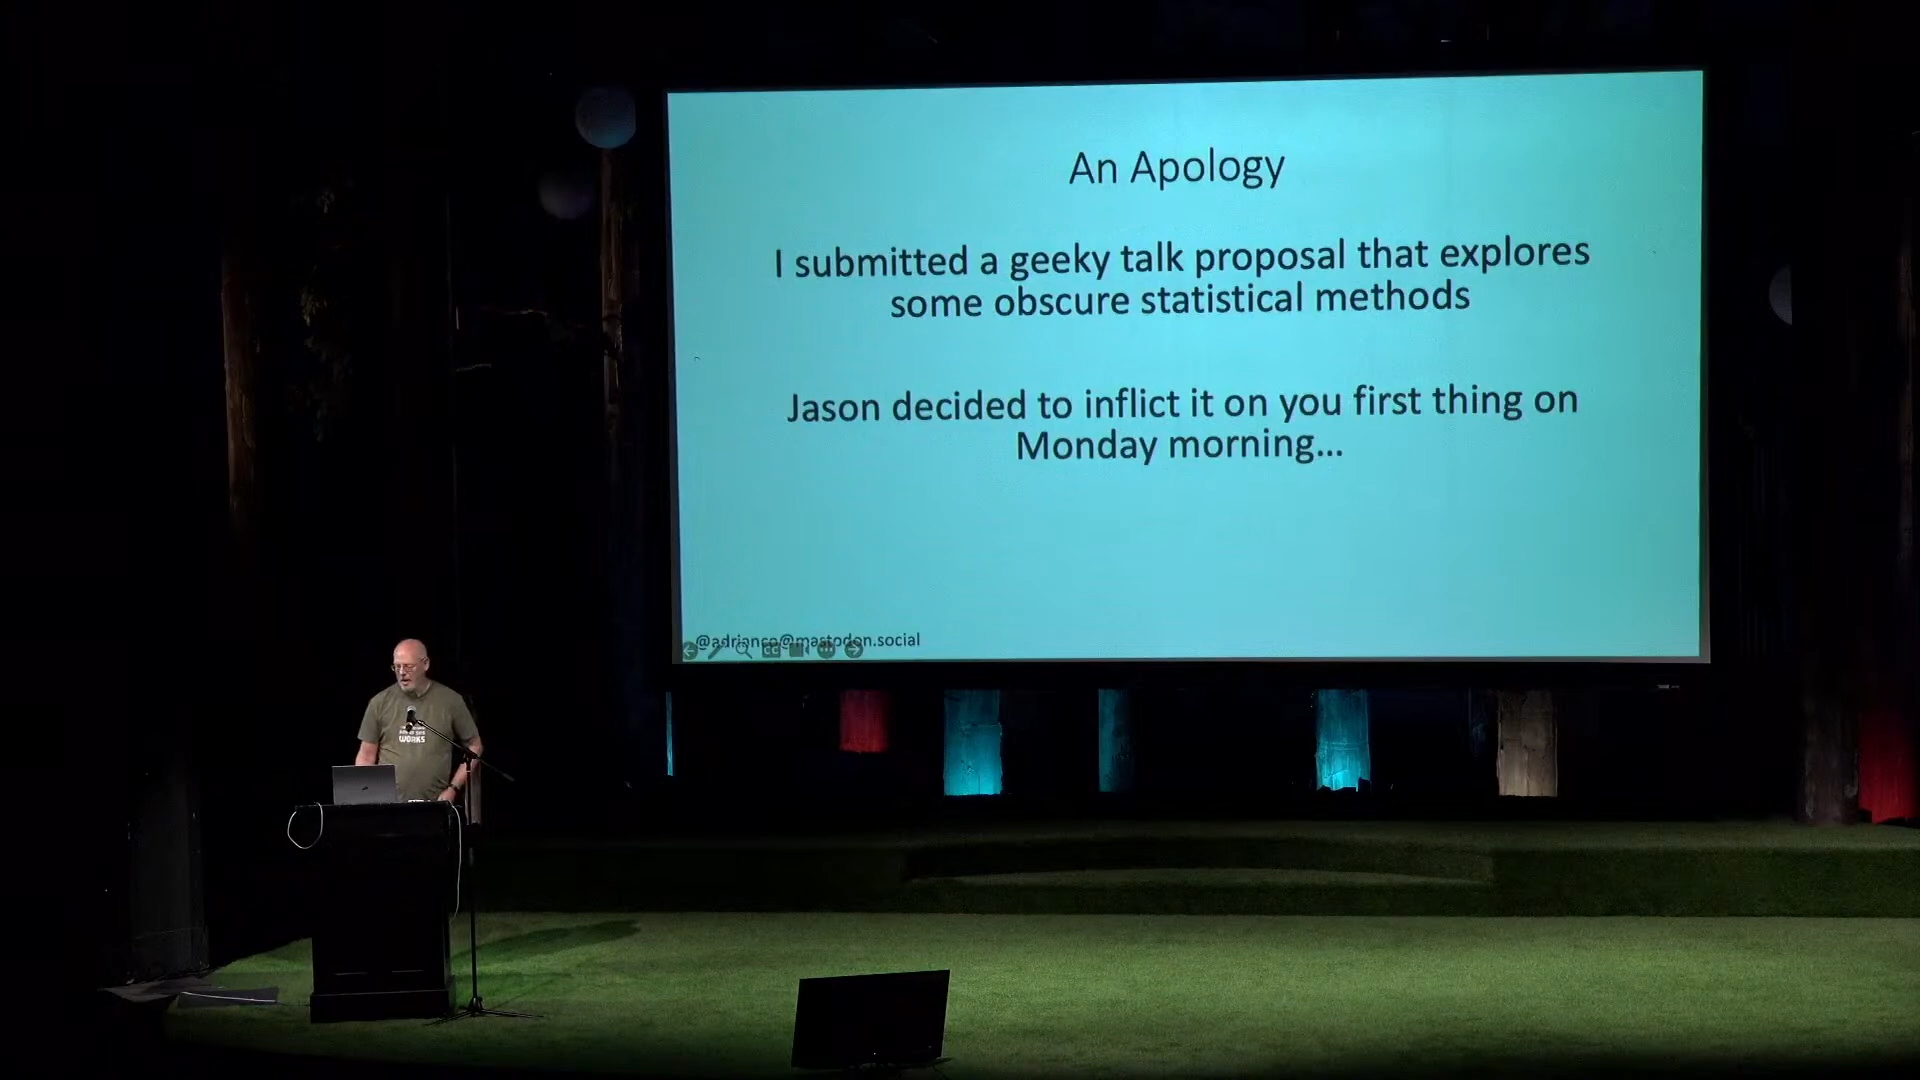 An Apology
I submitted a geeky talk proposal that explores
some obscure statistical methods
Jason decided to inflict it on you first thing on
Monday morning...
@adrianco@mastodon.social
WORKS